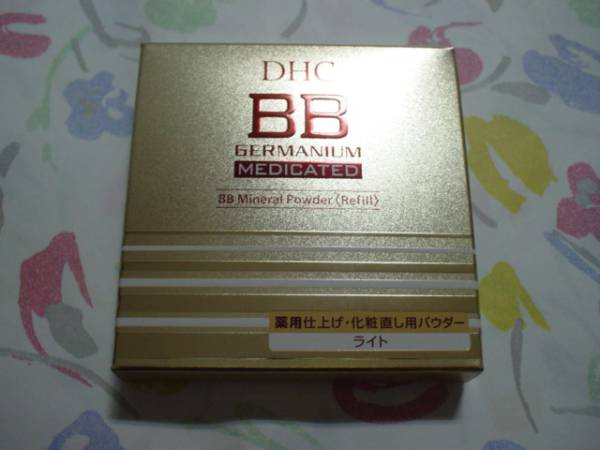 DHC
BB
GERMANIUM
MEDICATED
BB Mineral Powder〈Refill〉
薬用仕上げ・化粧直し用パウダー
ライト